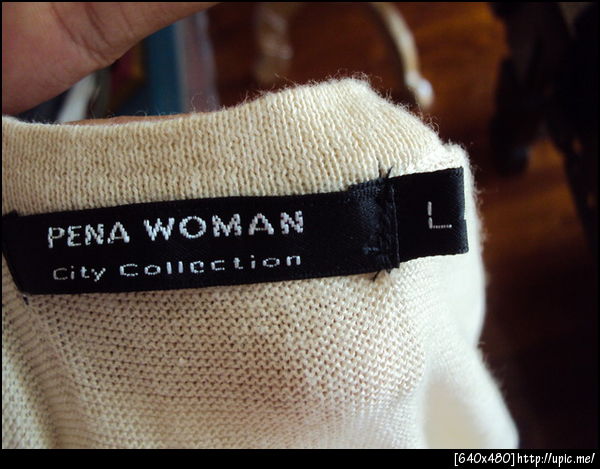 PENA WOMAN
City Collection
L
[640x480]http://upic.me/